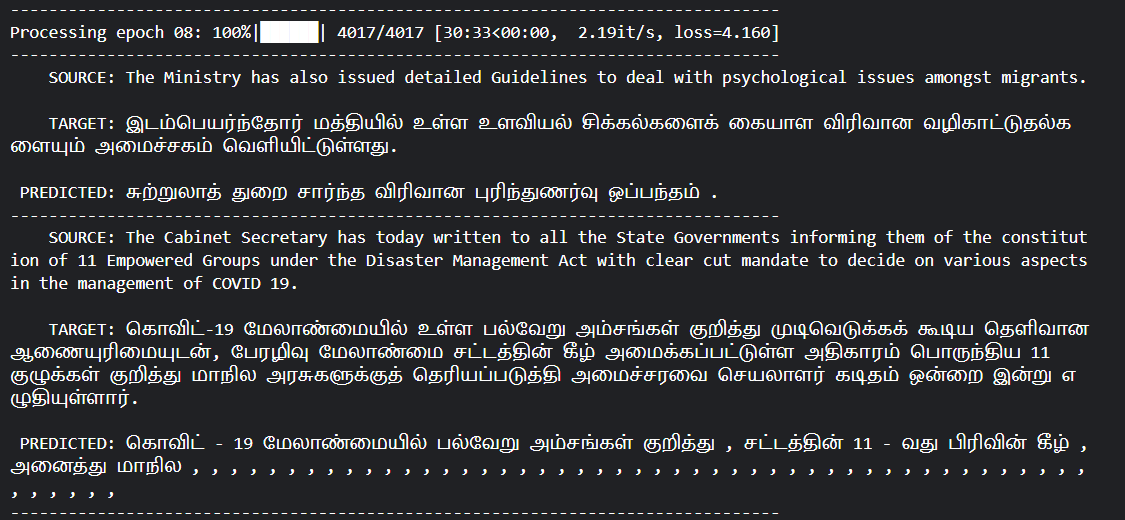 --------------------------------------------------------------------------------
Processing epoch 08: 100%|██████| 4017/4017 [30:33<00:00,  2.19it/s, loss=4.160]
--------------------------------------------------------------------------------
    SOURCE: The Ministry has also issued detailed Guidelines to deal with psychological issues amongst migrants.
    TARGET: இடம்பெயர்ந்தோர் மத்தியில் உள்ள உளவியல் சிக்கல்களைக் கையாள விரிவான வழிகாட்டுதல்க
ளையும் அமைச்சகம் வெளியிட்டுள்ளது.
 PREDICTED: சுற்றுலாத் துறை சார்ந்த விரிவான புரிந்துணர்வு ஒப்பந்தம் .
--------------------------------------------------------------------------------
    SOURCE: The Cabinet Secretary has today written to all the State Governments informing them of the constitut
ion of 11 Empowered Groups under the Disaster Management Act with clear cut mandate to decide on various aspects
in the management of COVID 19.
    TARGET: கொவிட்-19 மேலாண்மையில் உள்ள பல்வேறு அம்சங்கள் குறித்து முடிவெடுக்கக் கூடிய தெளிவான
ஆணையுரிமையுடன், பேரழிவு மேலாண்மை சட்டத்தின் கீழ் அமைக்கப்பட்டுள்ள அதிகாரம் பொருந்திய 11
குழுக்கள் குறித்து மாநில அரசுகளுக்குத் தெரியப்படுத்தி அமைச்சரவை செயலாளர் கடிதம் ஒன்றை இன்று எ
ழுதியுள்ளார்.
 PREDICTED: கொவிட் - 19 மேலாண்மையில் பல்வேறு அம்சங்கள் குறித்து , சட்டத்தின் 11 - வது பிரிவின் கீழ் ,
அனைத்து மாநில , , , , , , , , , , , , , , , , , , , , , , , , , , , , , , , , , , , , , , , , , , , , , , ,
, , , , , ,
--------------------------------------------------------------------------------